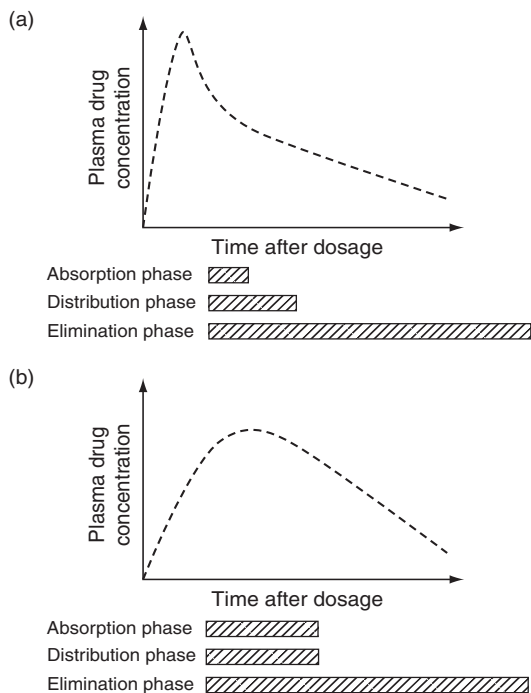 (a)
Plasma drug
concentration
Time after dosage
Absorption phase
Distribution phase
Elimination phase
(b)
Plasma drug
concentration
Time after dosage
Absorption phase
Distribution phase
Elimination phase